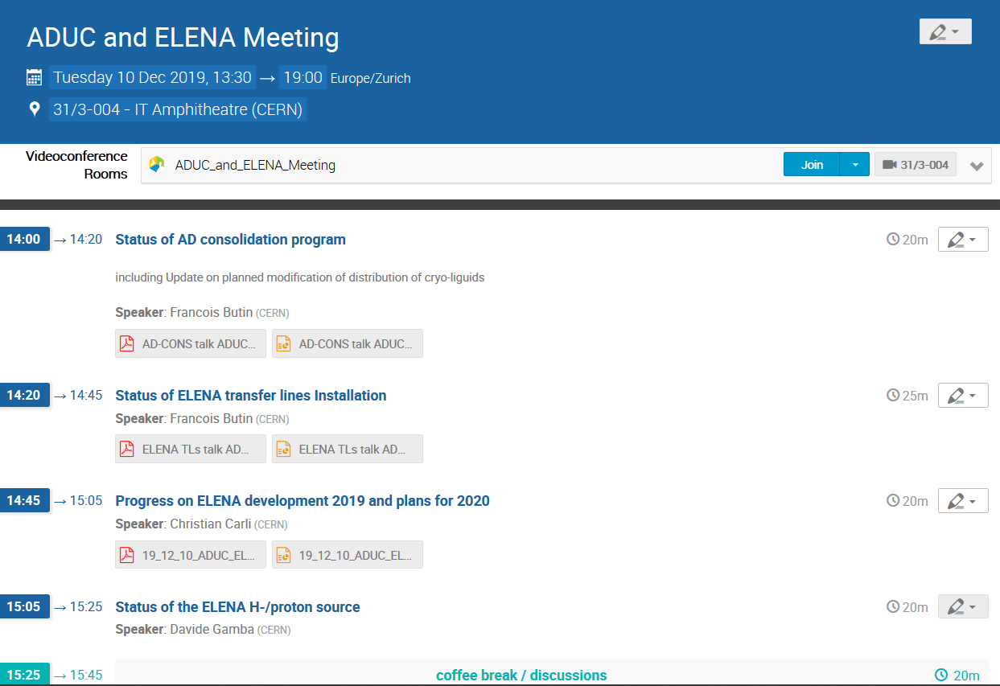 ADUC and ELENA Meeting
Tuesday 10 Dec 2019, 13:30 → 19:00 Europe/Zurich
31/3-004 - IT Amphitheatre (CERN)
Videoconference Rooms
ADUC_and_ELENA_Meeting Join 31/3-004
14:00 → 14:20 Status of AD consolidation program 20m
including Update on planned modification of distribution of cryo-liguids
Speaker: Francois Butin (CERN)
AD-CONS talk ADUC... AD-CONS talk ADUC...
14:20 → 14:45 Status of ELENA transfer lines Installation 25m
Speaker: Francois Butin (CERN)
ELENA TLs talk AD... ELENA TLs talk AD...
14:45 → 15:05 Progress on ELENA development 2019 and plans for 2020 20m
Speaker: Christian Carli (CERN)
19_12_10_ADUC_EL... 19_12_10_ADUC_EL...
15:05 → 15:25 Status of the ELENA H-/proton source 20m
Speaker: Davide Gamba (CERN)
15:25 → 15:45 coffee break / discussions 20m